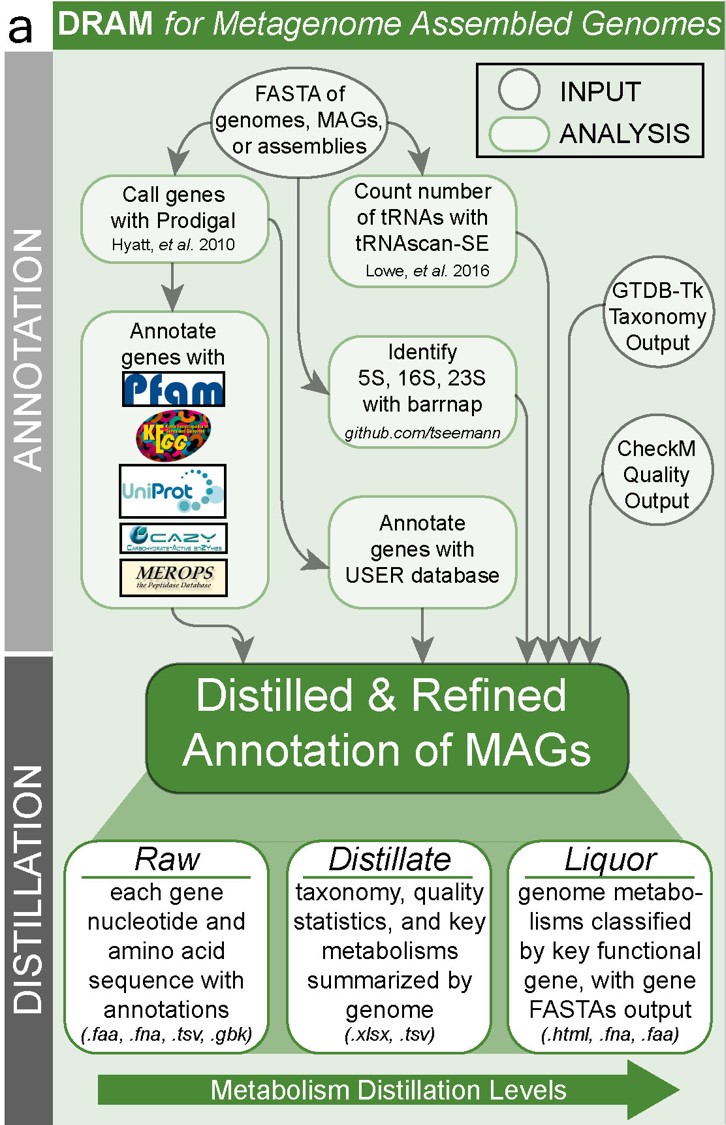 a
DRAM for Metagenome Assembled Genomes
ANNOTATION
FASTA of
genomes, MAGs,
or assemblies
INPUT
ANALYSIS
Call genes
with Prodigal
Hyatt, et al. 2010
Count number
of tRNAs with
tRNAscan-SE
Lowe, et al. 2016
GTDB-Tk
Taxonomy
Output
Annotate
genes with
Pfam
KEGG
UniProt
CAZY
CARBOHYDRATE-ACTIVE ENZYMES
MEROPS
the Peptidase Database
Identify
5S, 16S, 23S
with barrnap
github.com/tseemann
CheckM
Quality
Output
Annotate
genes with
USER database
DISTILLATION
Distilled & Refined
Annotation of MAGs
Raw
each gene
nucleotide and
amino acid
sequence with
annotations
(.faa, .fna, .tsv, .gbk)
Distillate
taxonomy, quality
statistics, and key
metabolisms
summarized by
genome
(.xlsx, .tsv)
Liquor
genome metabo-
lisms classified
by key functional
gene, with gene
FASTAs output
(.html, .fna, .faa)
Metabolism Distillation Levels